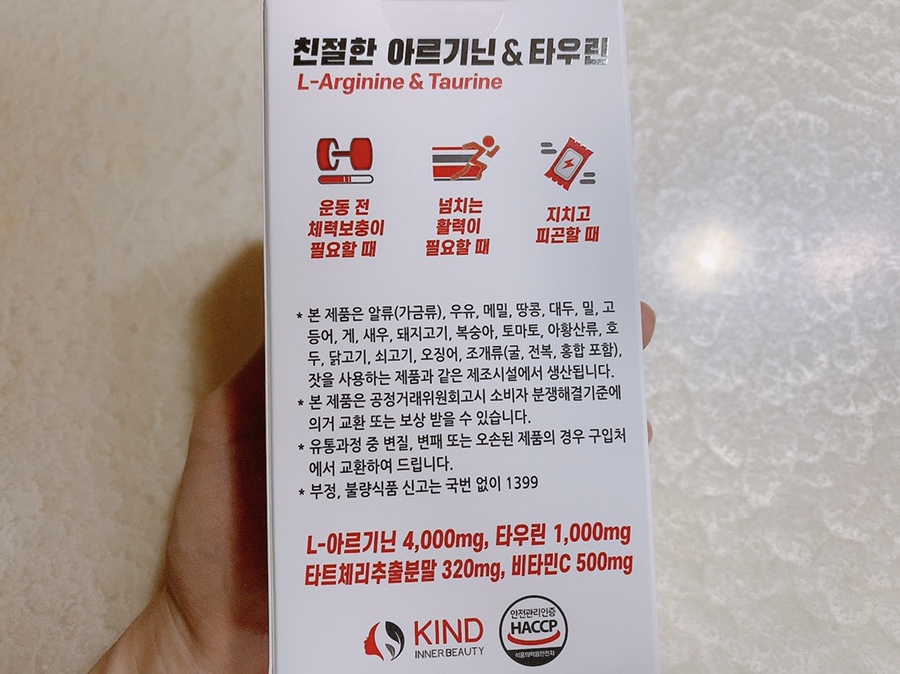 친절한 아르기닌 & 타우린
L-Arginine & Taurine
운동 전
체력보충이
필요할 때
넘치는
활력이
필요할 때
지치고
피곤할 때
* 본 제품은 알류(가금류), 우유, 메밀, 땅콩, 대두, 밀, 고
등어, 게, 새우, 돼지고기, 복숭아, 토마토, 아황산류, 호
두, 닭고기, 쇠고기, 오징어, 조개류(굴, 전복, 홍합 포함),
잣을 사용하는 제품과 같은 제조시설에서 생산됩니다.
* 본 제품은 공정거래위원회고시 소비자 분쟁해결기준에
의거 교환 또는 보상 받을 수 있습니다.
* 유통과정 중 변질, 변패 또는 오손된 제품의 경우 구입처
에서 교환하여 드립니다.
* 부정, 불량식품 신고는 국번 없이 1399
L-아르기닌 4,000mg, 타우린 1,000mg
타트체리추출분말 320mg, 비타민C 500mg
KIND
INNERBEAUTY
안전관리인증
HACCP
식품의약품안전처